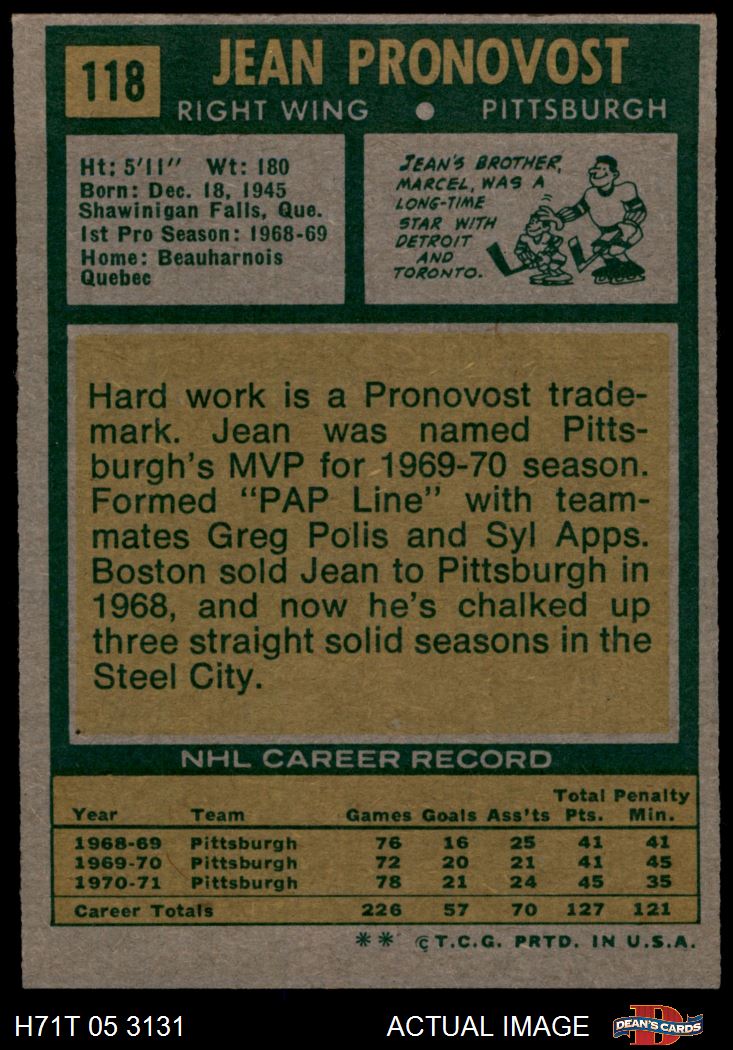 118
JEAN PRONOVOST
RIGHT WING ● PITTSBURGH
Ht: 5'11" Wt: 180
Born: Dec. 18, 1945
Shawinigan Falls, Que.
1st Pro Season: 1968-69
Home: Beauharnois
Quebec
JEAN'S BROTHER,
MARCEL, WAS A
LONG-TIME
STAR WITH
DETROIT
AND
TORONTO.
Hard work is a Pronovost trade-
mark. Jean was named Pitts-
burgh's MVP for 1969-70 season.
Formed "PAP Line" with team-
mates Greg Polis and Syl Apps.
Boston sold Jean to Pittsburgh in
1968, and now he's chalked up
three straight solid seasons in the
Steel City.
NHL CAREER RECORD
Total Penalty
Year Team Games Goals Ass'ts Pts. Min.
1968-69 Pittsburgh 76 16 25 41 41
1969-70 Pittsburgh 72 20 21 41 45
1970-71 Pittsburgh 78 21 24 45 35
Career Totals 226 57 70 127 121
** © T.C.G. PRTD. IN U.S.A.
H71T 05 3131 ACTUAL IMAGE D DEAN'S CARDS